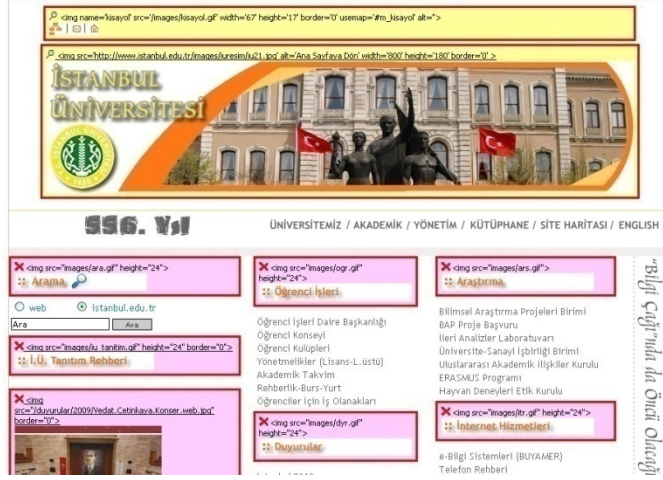 <img name='kisayol' src='/images/kisayol.gif' width='67' height='17' border='0' usemap='#m_kisayol' alt=''>
<img src='http://www.istanbul.edu.tr/images/iuresim/iu21.jpg' alt='Ana Sayfaya Dön' width='800' height='180' border='0' >
İSTANBUL
ÜNİVERSİTESİ
556. Yıl
ÜNİVERSİTEMİZ / AKADEMİK / YÖNETİM / KÜTÜPHANE / SİTE HARİTASI / ENGLISH
<img src="images/ara.gif" height="24">
:: Arama
web
istanbul.edu.tr
Ara
Ara
<img src="images/iu_tanitim.gif" height="24" border="0">
:: İ.Ü. Tanıtım Rehberi
<img
src="/duyurular/2009/Vedat.Cetinkaya.Konser.web.jpg"
border="0">
<img src="images/ogr.gif"
height="24">
:: Öğrenci İşleri
Öğrenci İşleri Daire Başkanlığı
Öğrenci Konseyi
Öğrenci Kulüpleri
Yönetmelikler (Lisans-L.üstü)
Akademik Takvim
Rehberlik-Burs-Yurt
Öğrenciler İçin İş Olanakları
<img src="images/dyr.gif"
height="24">
:: Duyurular
<img src="images/ars.gif">
:: Araştırma
Bilimsel Araştırma Projeleri Birimi
BAP Proje Başvuru
İleri Analizler Laboratuvarı
Üniversite-Sanayi İşbirliği Birimi
Uluslararası Akademik İlişkiler Kurulu
ERASMUS Programı
Hayvan Deneyleri Etik Kurulu
<img src="images/itr.gif" height="24">
:: İnternet Hizmetleri
e-Bilgi Sistemleri (BUYAMER)
Telefon Rehberi
"Bilgi Çağı"nda da Öncü Olacağı